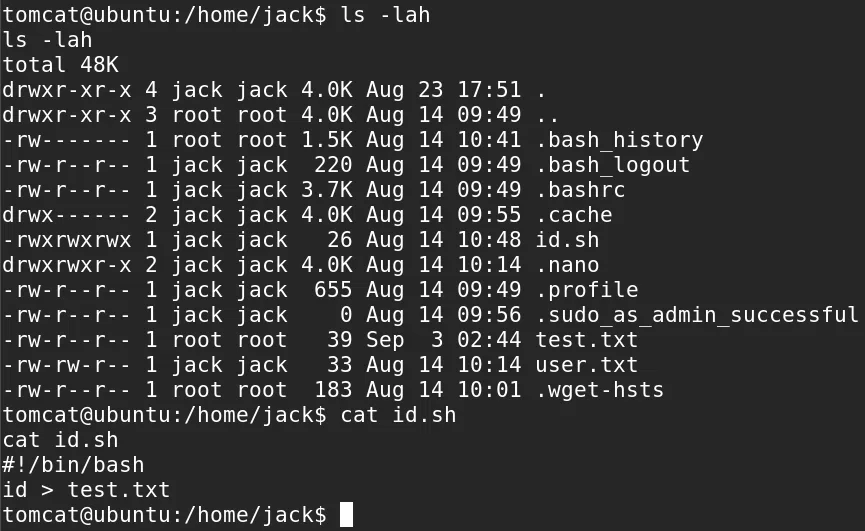 tomcat@ubuntu:/home/jack$ ls -lah
ls -lah
total 48K
drwxr-xr-x 4 jack jack 4.0K Aug 23 17:51 .
drwxr-xr-x 3 root root 4.0K Aug 14 09:49 ..
-rw------- 1 root root 1.5K Aug 14 10:41 .bash_history
-rw-r--r-- 1 jack jack  220 Aug 14 09:49 .bash_logout
-rw-r--r-- 1 jack jack 3.7K Aug 14 09:49 .bashrc
drwx------ 2 jack jack 4.0K Aug 14 09:55 .cache
-rwxrwxrwx 1 jack jack   26 Aug 14 10:48 id.sh
drwxrwxr-x 2 jack jack 4.0K Aug 14 10:14 .nano
-rw-r--r-- 1 jack jack  655 Aug 14 09:49 .profile
-rw-r--r-- 1 jack jack    0 Aug 14 09:56 .sudo_as_admin_successful
-rw-r--r-- 1 root root   39 Sep  3 02:44 test.txt
-rw-rw-r-- 1 jack jack   33 Aug 14 10:14 user.txt
-rw-r--r-- 1 root root  183 Aug 14 10:01 .wget-hsts
tomcat@ubuntu:/home/jack$ cat id.sh
cat id.sh
#!/bin/bash
id > test.txt
tomcat@ubuntu:/home/jack$